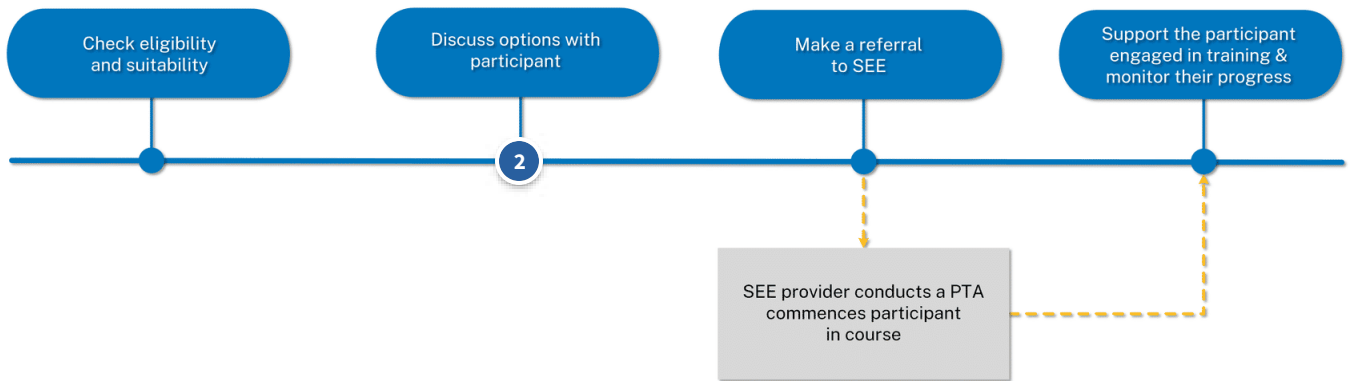 Check eligibility
and suitability
Discuss options with
participant
Make a referral
to SEE
Support the participant
engaged in training &
monitor their progress
2
SEE provider conducts a PTA
commences participant
in course